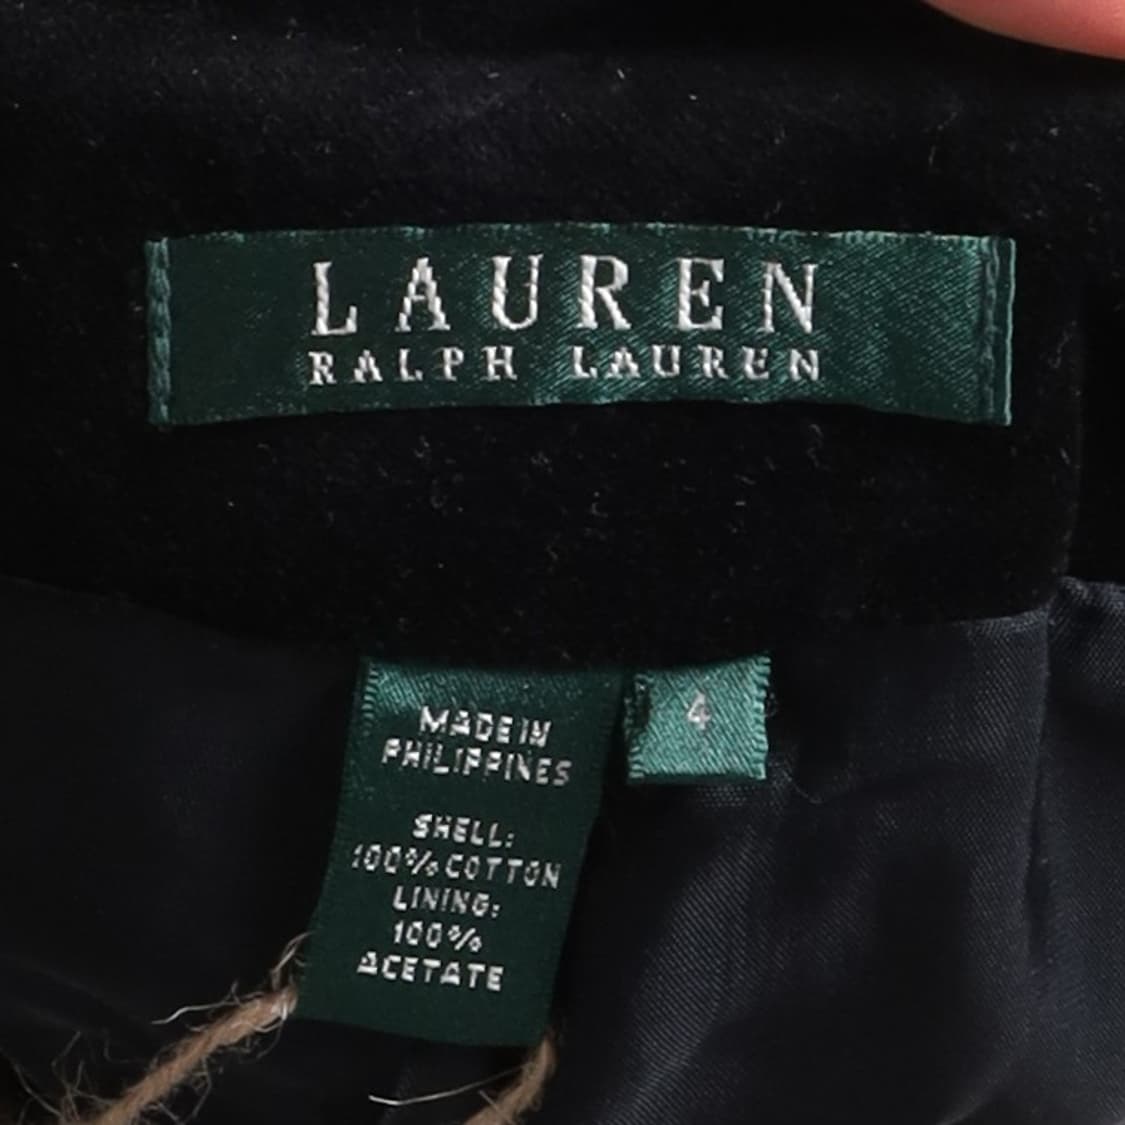 LAUREN
RALPH LAUREN
MADE IN
PHILIPPINES
4
SHELL:
100% COTTON
LINING:
100%
ACETATE